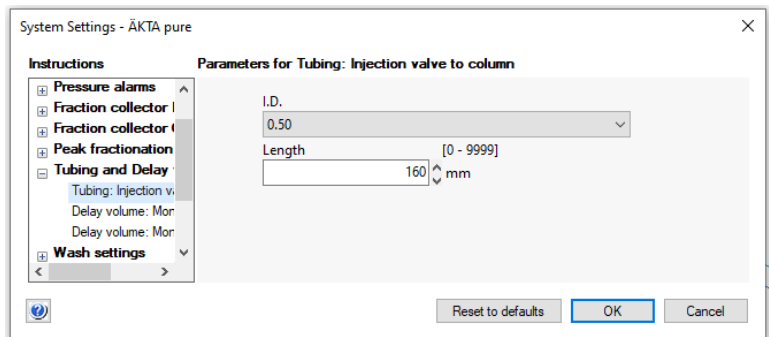 System Settings - ÄKTA pure
Instructions
Parameters for Tubing: Injection valve to column
Pressure alarms
Fraction collector
Fraction collector
Peak fractionation
Tubing and Delay
Tubing: Injection va
Delay volume: Mon
Delay volume: Mon
Wash settings
I.D.
0.50
Length [0 - 9999]
160 mm
Reset to defaults OK Cancel